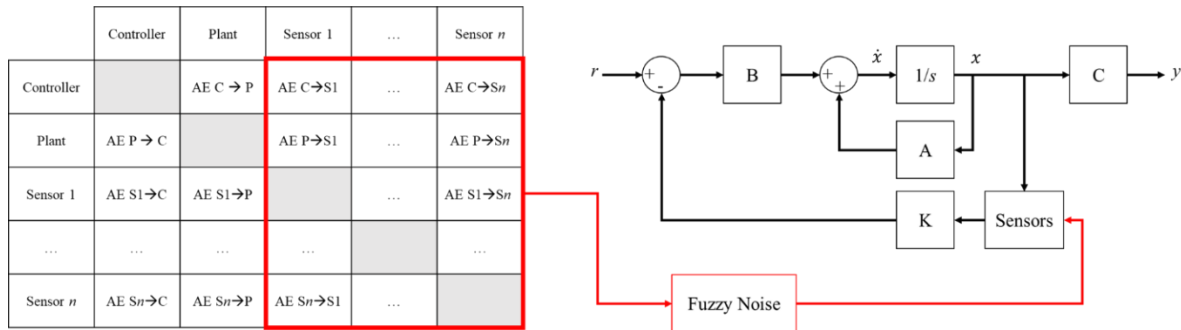 Controller Plant Sensor 1 … Sensor n
Controller AE C → P AE C→S1 … AE C→Sn
Plant AE P → C AE P→S1 … AE P→Sn
Sensor 1 AE S1→C AE S1→P AE S1→Sn
… … … … …
Sensor n AE Sn→C AE Sn→P AE Sn→S1 …
r + - B + + ẋ 1/s x C y
A
K Sensors
Fuzzy Noise